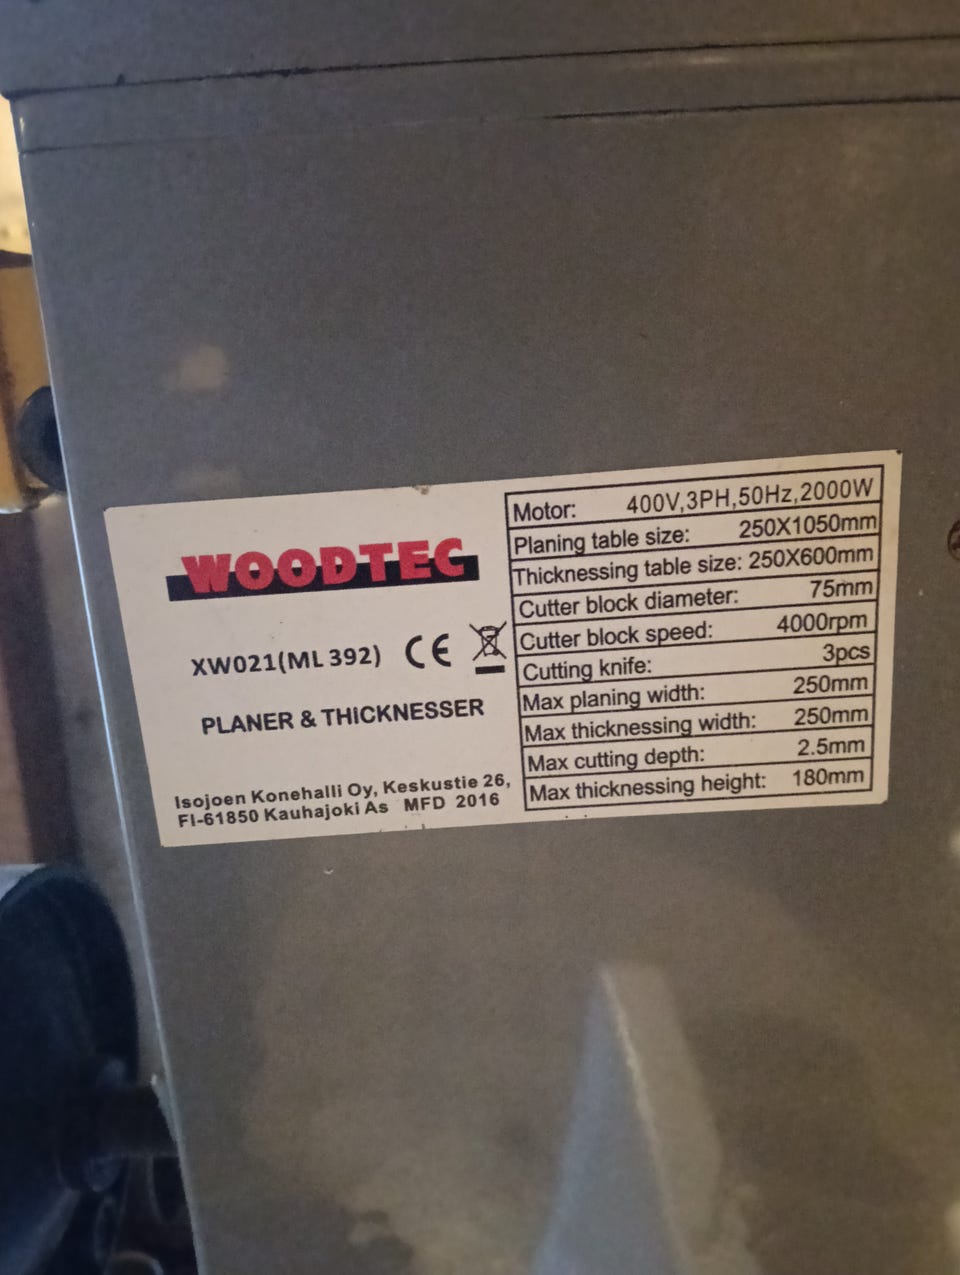 WOODTEC
XW021(ML 392) CE
PLANER & THICKNESSER
Isojoen Konehalli Oy, Keskustie 26,
FI-61850 Kauhajoki As MFD 2016
Motor: 400V,3PH,50Hz,2000W
Planing table size: 250X1050mm
Thicknessing table size: 250X600mm
Cutter block diameter: 75mm
Cutter block speed: 4000rpm
Cutting knife: 3pcs
Max planing width: 250mm
Max thicknessing width: 250mm
Max cutting depth: 2.5mm
Max thicknessing height: 180mm